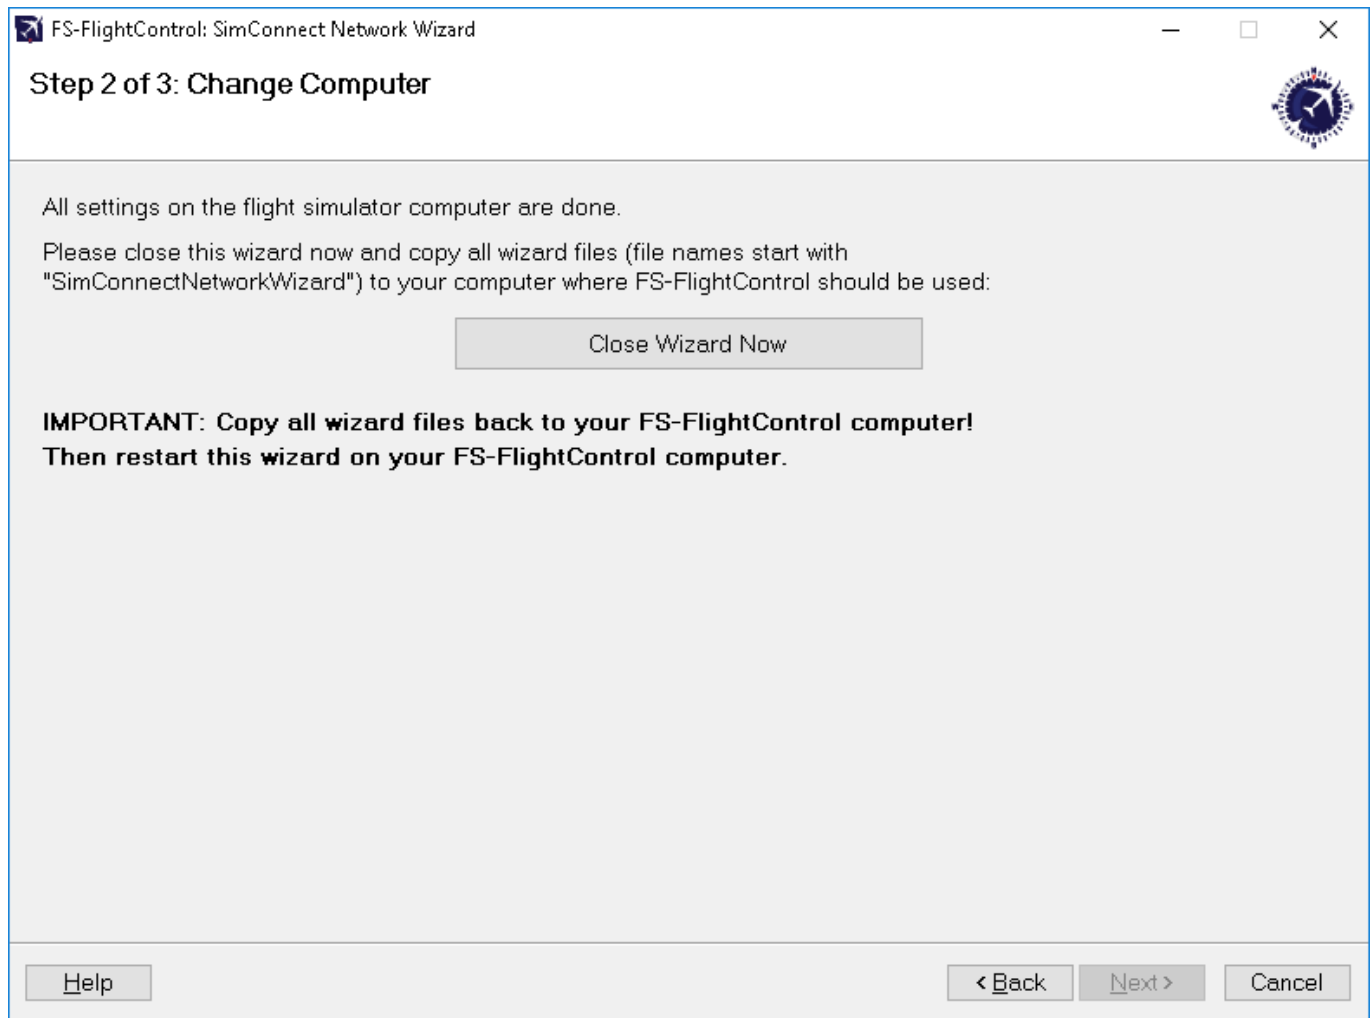 FS-FlightControl: SimConnect Network Wizard
Step 2 of 3: Change Computer
All settings on the flight simulator computer are done.
Please close this wizard now and copy all wizard files (file names start with
"SimConnectNetworkWizard") to your computer where FS-FlightControl should be used:
Close Wizard Now
IMPORTANT: Copy all wizard files back to your FS-FlightControl computer!
Then restart this wizard on your FS-FlightControl computer.
Help
< Back
Next >
Cancel